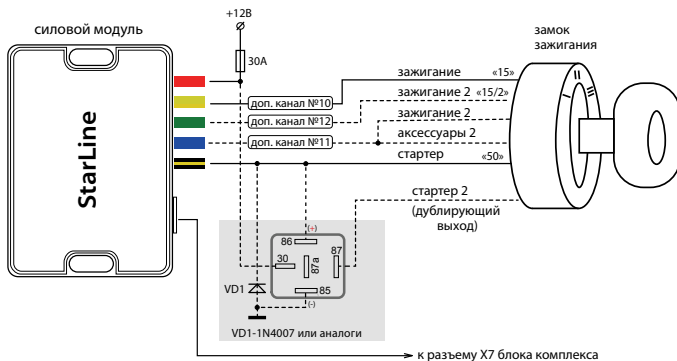 +12В
силовой модуль
30А
замок
зажигания
StarLine
зажигание «15»
доп. канал №10
зажигание 2 «15/2»
доп. канал №12
зажигание 2
доп. канал №11
аксессуары 2
стартер «50»
стартер 2
(дублирующий
выход)
(+)
86
87
30
87a
85
(-)
VD1
VD1-1N4007 или аналоги
к разъему X7 блока комплекса